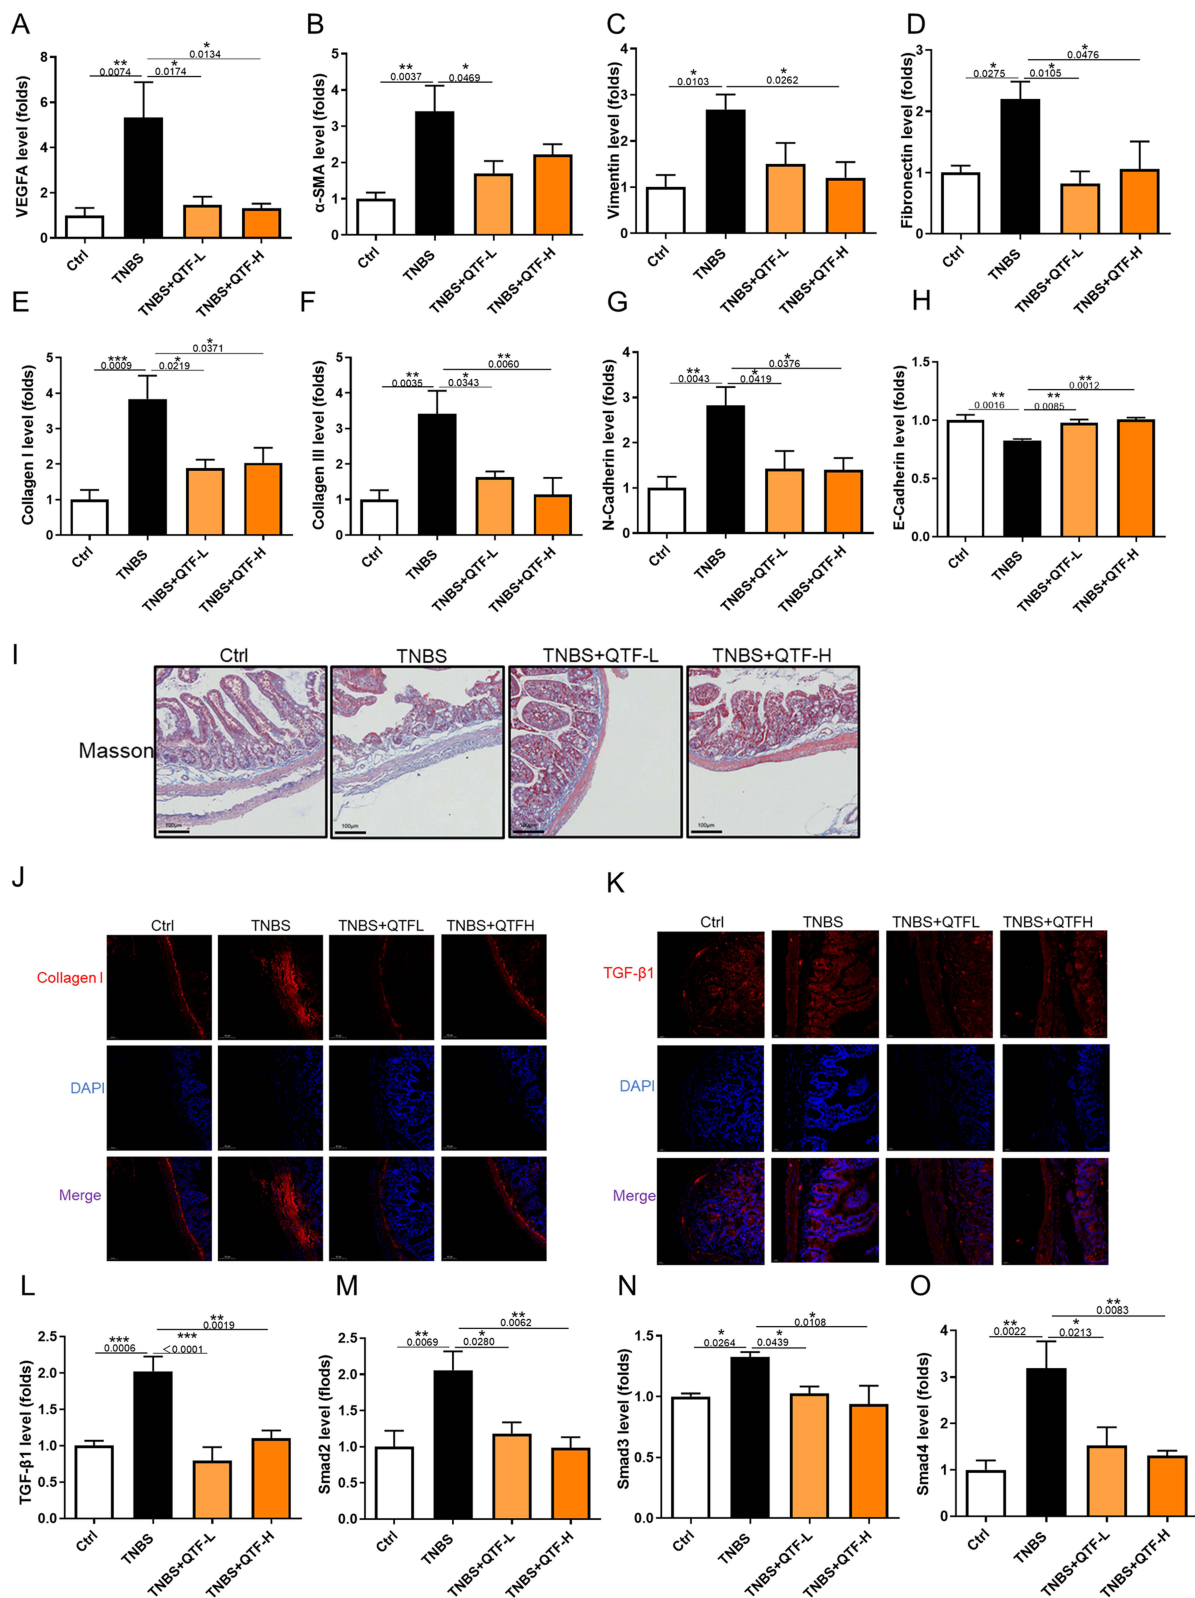 A
VEGFA level (folds)
8
6
4
2
0
**
0.0074
*
0.0174
*
0.0134
Ctrl
TNBS
TNBS+QTF-L
TNBS+QTF-H
B
α-SMA level (folds)
5
4
3
2
1
0
**
0.0037
*
0.0469
Ctrl
TNBS
TNBS+QTF-L
TNBS+QTF-H
C
Vimentin level (folds)
4
3
2
1
0
*
0.0103
*
0.0262
Ctrl
TNBS
TNBS+QTF-L
TNBS+QTF-H
D
Fibronectin level (folds)
3
2
1
0
*
0.0275
*
0.0105
*
0.0476
Ctrl
TNBS
TNBS+QTF-L
TNBS+QTF-H
E
Collagen I level (folds)
5
4
3
2
1
0
***
0.0009
*
0.0219
*
0.0371
Ctrl
TNBS
TNBS+QTF-L
TNBS+QTF-H
F
Collagen III level (folds)
5
4
3
2
1
0
**
0.0035
*
0.0343
**
0.0060
Ctrl
TNBS
TNBS+QTF-L
TNBS+QTF-H
G
N-Cadherin level (folds)
4
3
2
1
0
**
0.0043
*
0.0419
*
0.0376
Ctrl
TNBS
TNBS+QTF-L
TNBS+QTF-H
H
E-Cadherin level (folds)
1.5
1.0
0.5
0.0
**
0.0016
**
0.0085
**
0.0012
Ctrl
TNBS
TNBS+QTF-L
TNBS+QTF-H
I
Ctrl
TNBS
TNBS+QTF-L
TNBS+QTF-H
Masson
100μm
100μm
100μm
100μm
J
Ctrl
TNBS
TNBS+QTFL
TNBS+QTFH
Collagen I
DAPI
Merge
K
Ctrl
TNBS
TNBS+QTFL
TNBS+QTFH
TGF-β1
DAPI
Merge
L
TGF-β1 level (folds)
2.5
2.0
1.5
1.0
0.5
0.0
***
0.0006
***
<0.0001
**
0.0019
Ctrl
TNBS
TNBS+QTF-L
TNBS+QTF-H
M
Smad2 level (flods)
2.5
2.0
1.5
1.0
0.5
0.0
**
0.0069
*
0.0280
**
0.0062
Ctrl
TNBS
TNBS+QTF-L
TNBS+QTF-H
N
Smad3 level (folds)
1.5
1.0
0.5
0.0
*
0.0264
*
0.0439
*
0.0108
Ctrl
TNBS
TNBS+QTF-L
TNBS+QTF-H
O
Smad4 level (folds)
4
3
2
1
0
**
0.0022
*
0.0213
**
0.0083
Ctrl
TNBS
TNBS+QTF-L
TNBS+QTF-H